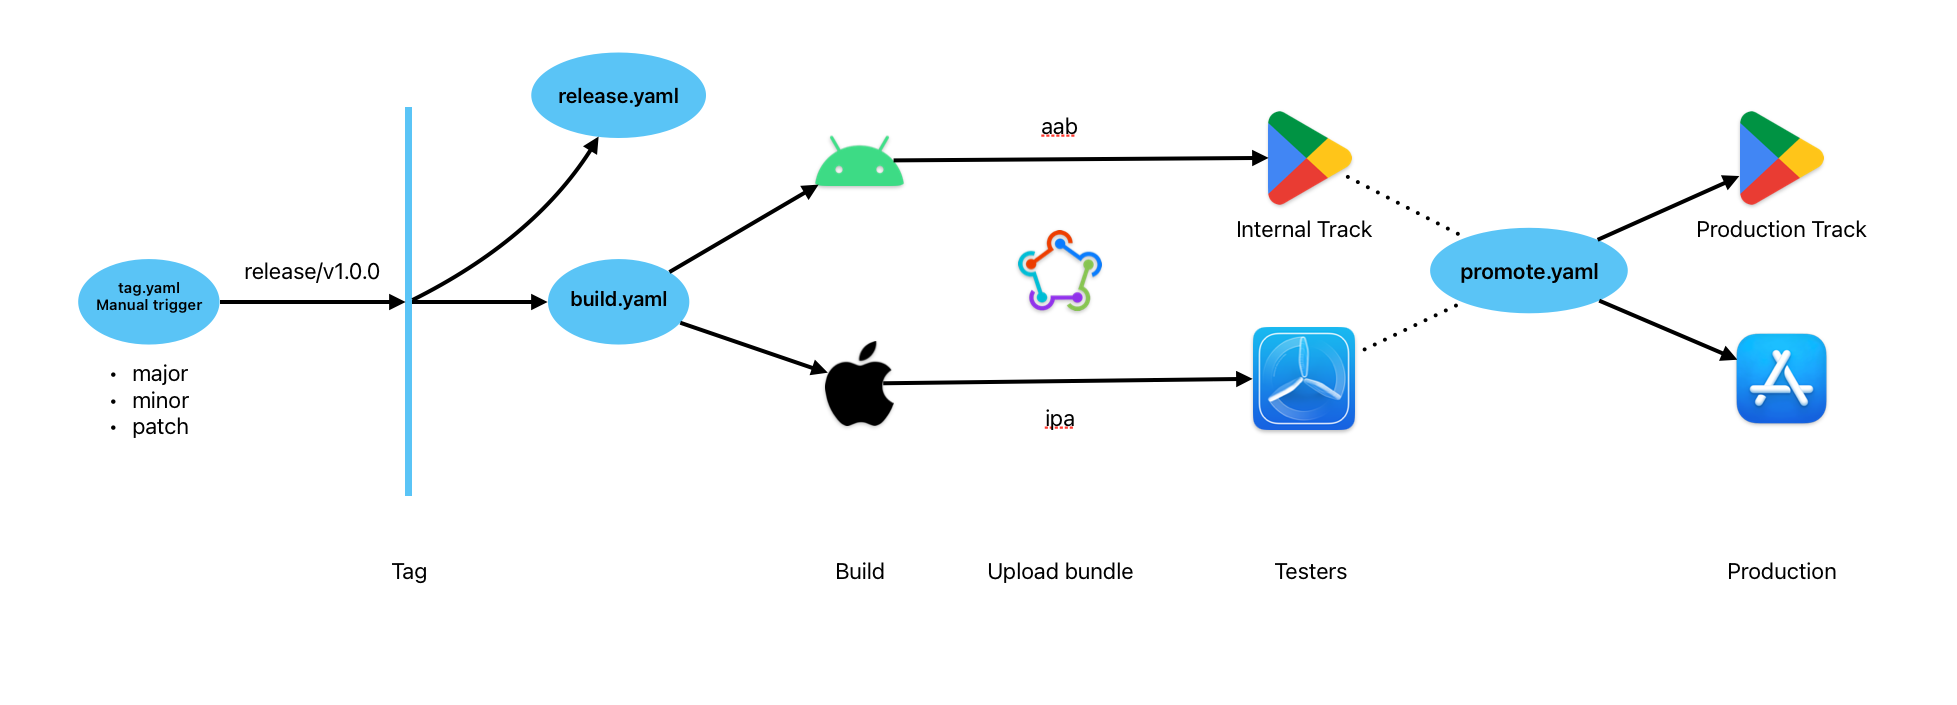 release.yaml
aab
Internal Track
Production Track
release/v1.0.0
tag.yaml
Manual trigger
build.yaml
promote.yaml
• major
• minor
• patch
ipa
Tag
Build
Upload bundle
Testers
Production